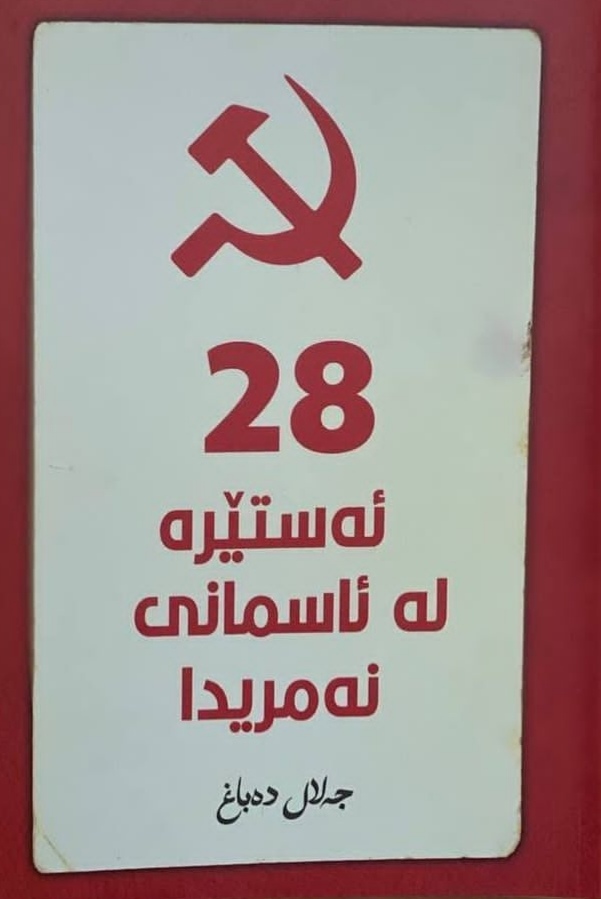 28
ئەستێرە
لە ئاسمانی
نەمریدا
جەلال دەباغ